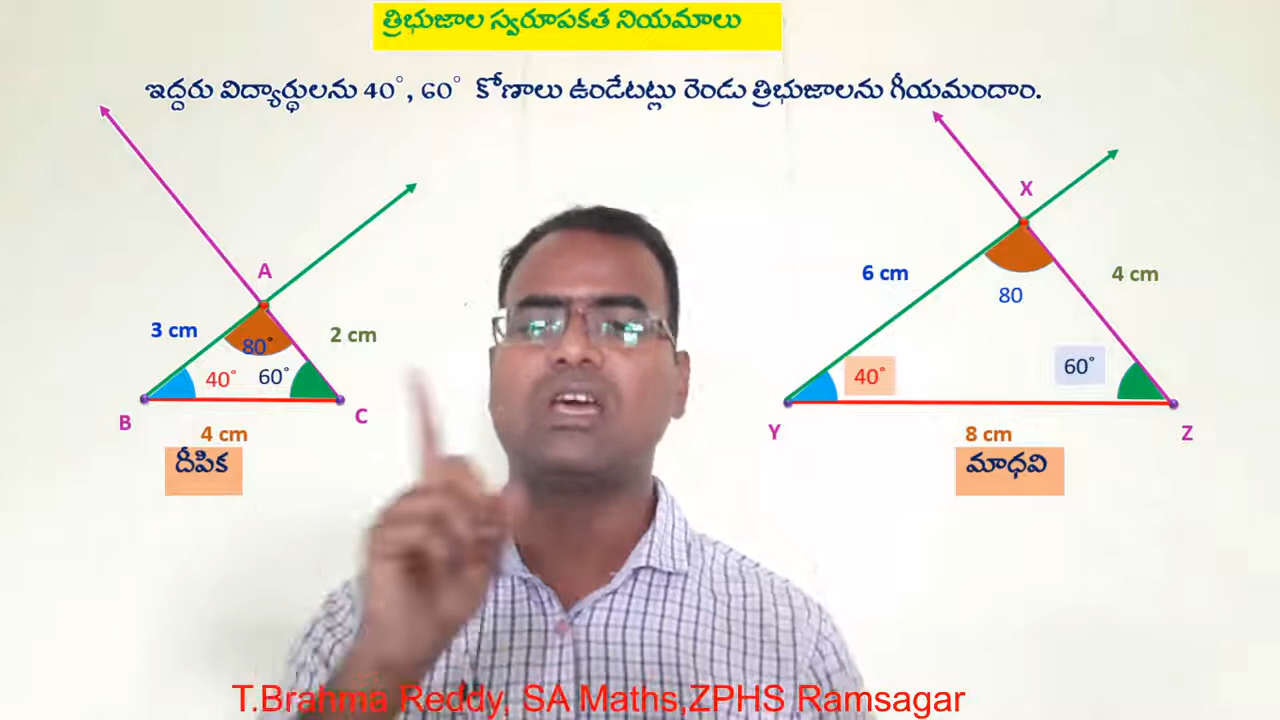 త్రిభుజాల స్వరూపకత నియమాలు
ఇద్దరు విద్యార్థులను 40°, 60° కోణాలు ఉండేటట్లు రెండు త్రిభుజాలను గీయమందాం.
A
3 cm
2 cm
80°
40°
60°
B
C
4 cm
దీపిక
X
6 cm
4 cm
80
40°
60°
Y
Z
8 cm
మాధవి
T.Brahma Reddy, SA Maths,ZPHS Ramsagar